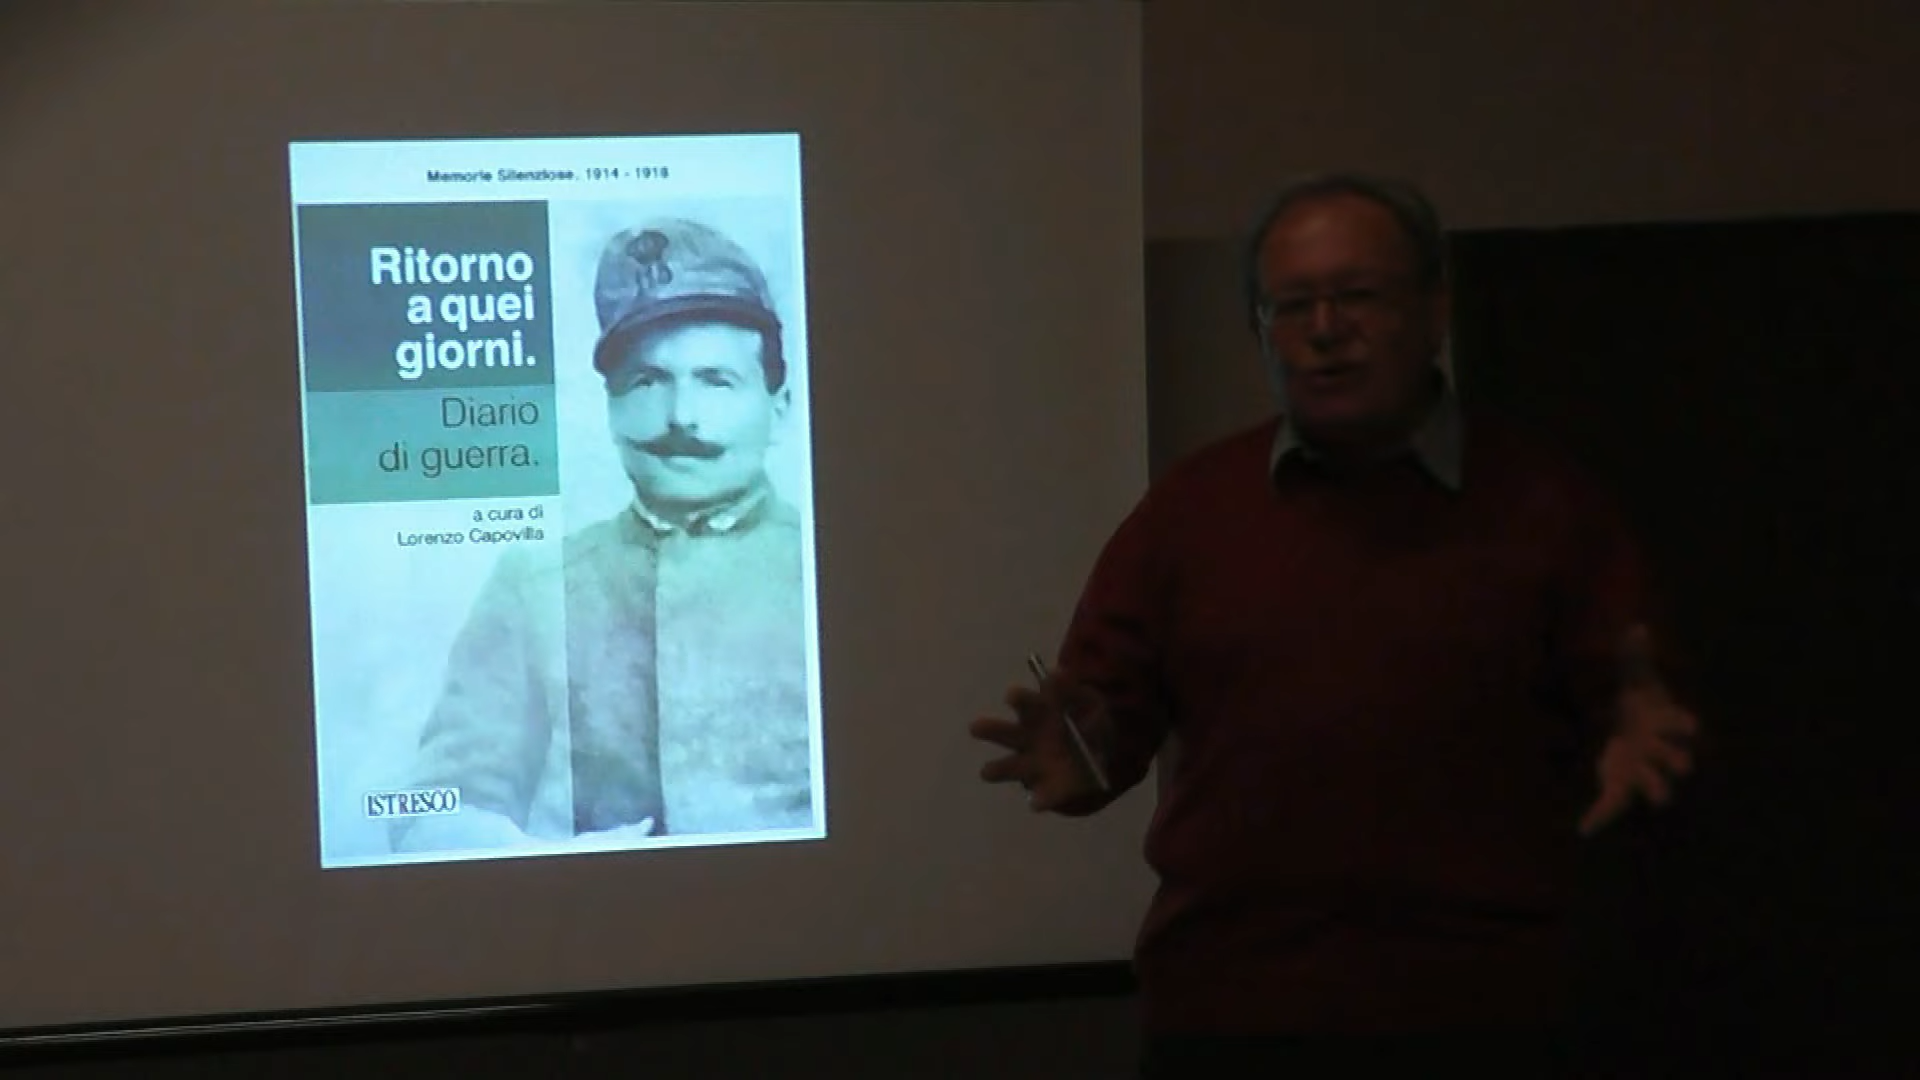 Memorie Silenziose. 1914 - 1918
Ritorno
a quei
giorni.
Diario
di guerra.
a cura di
Lorenzo Capovilla
ISTRESCO